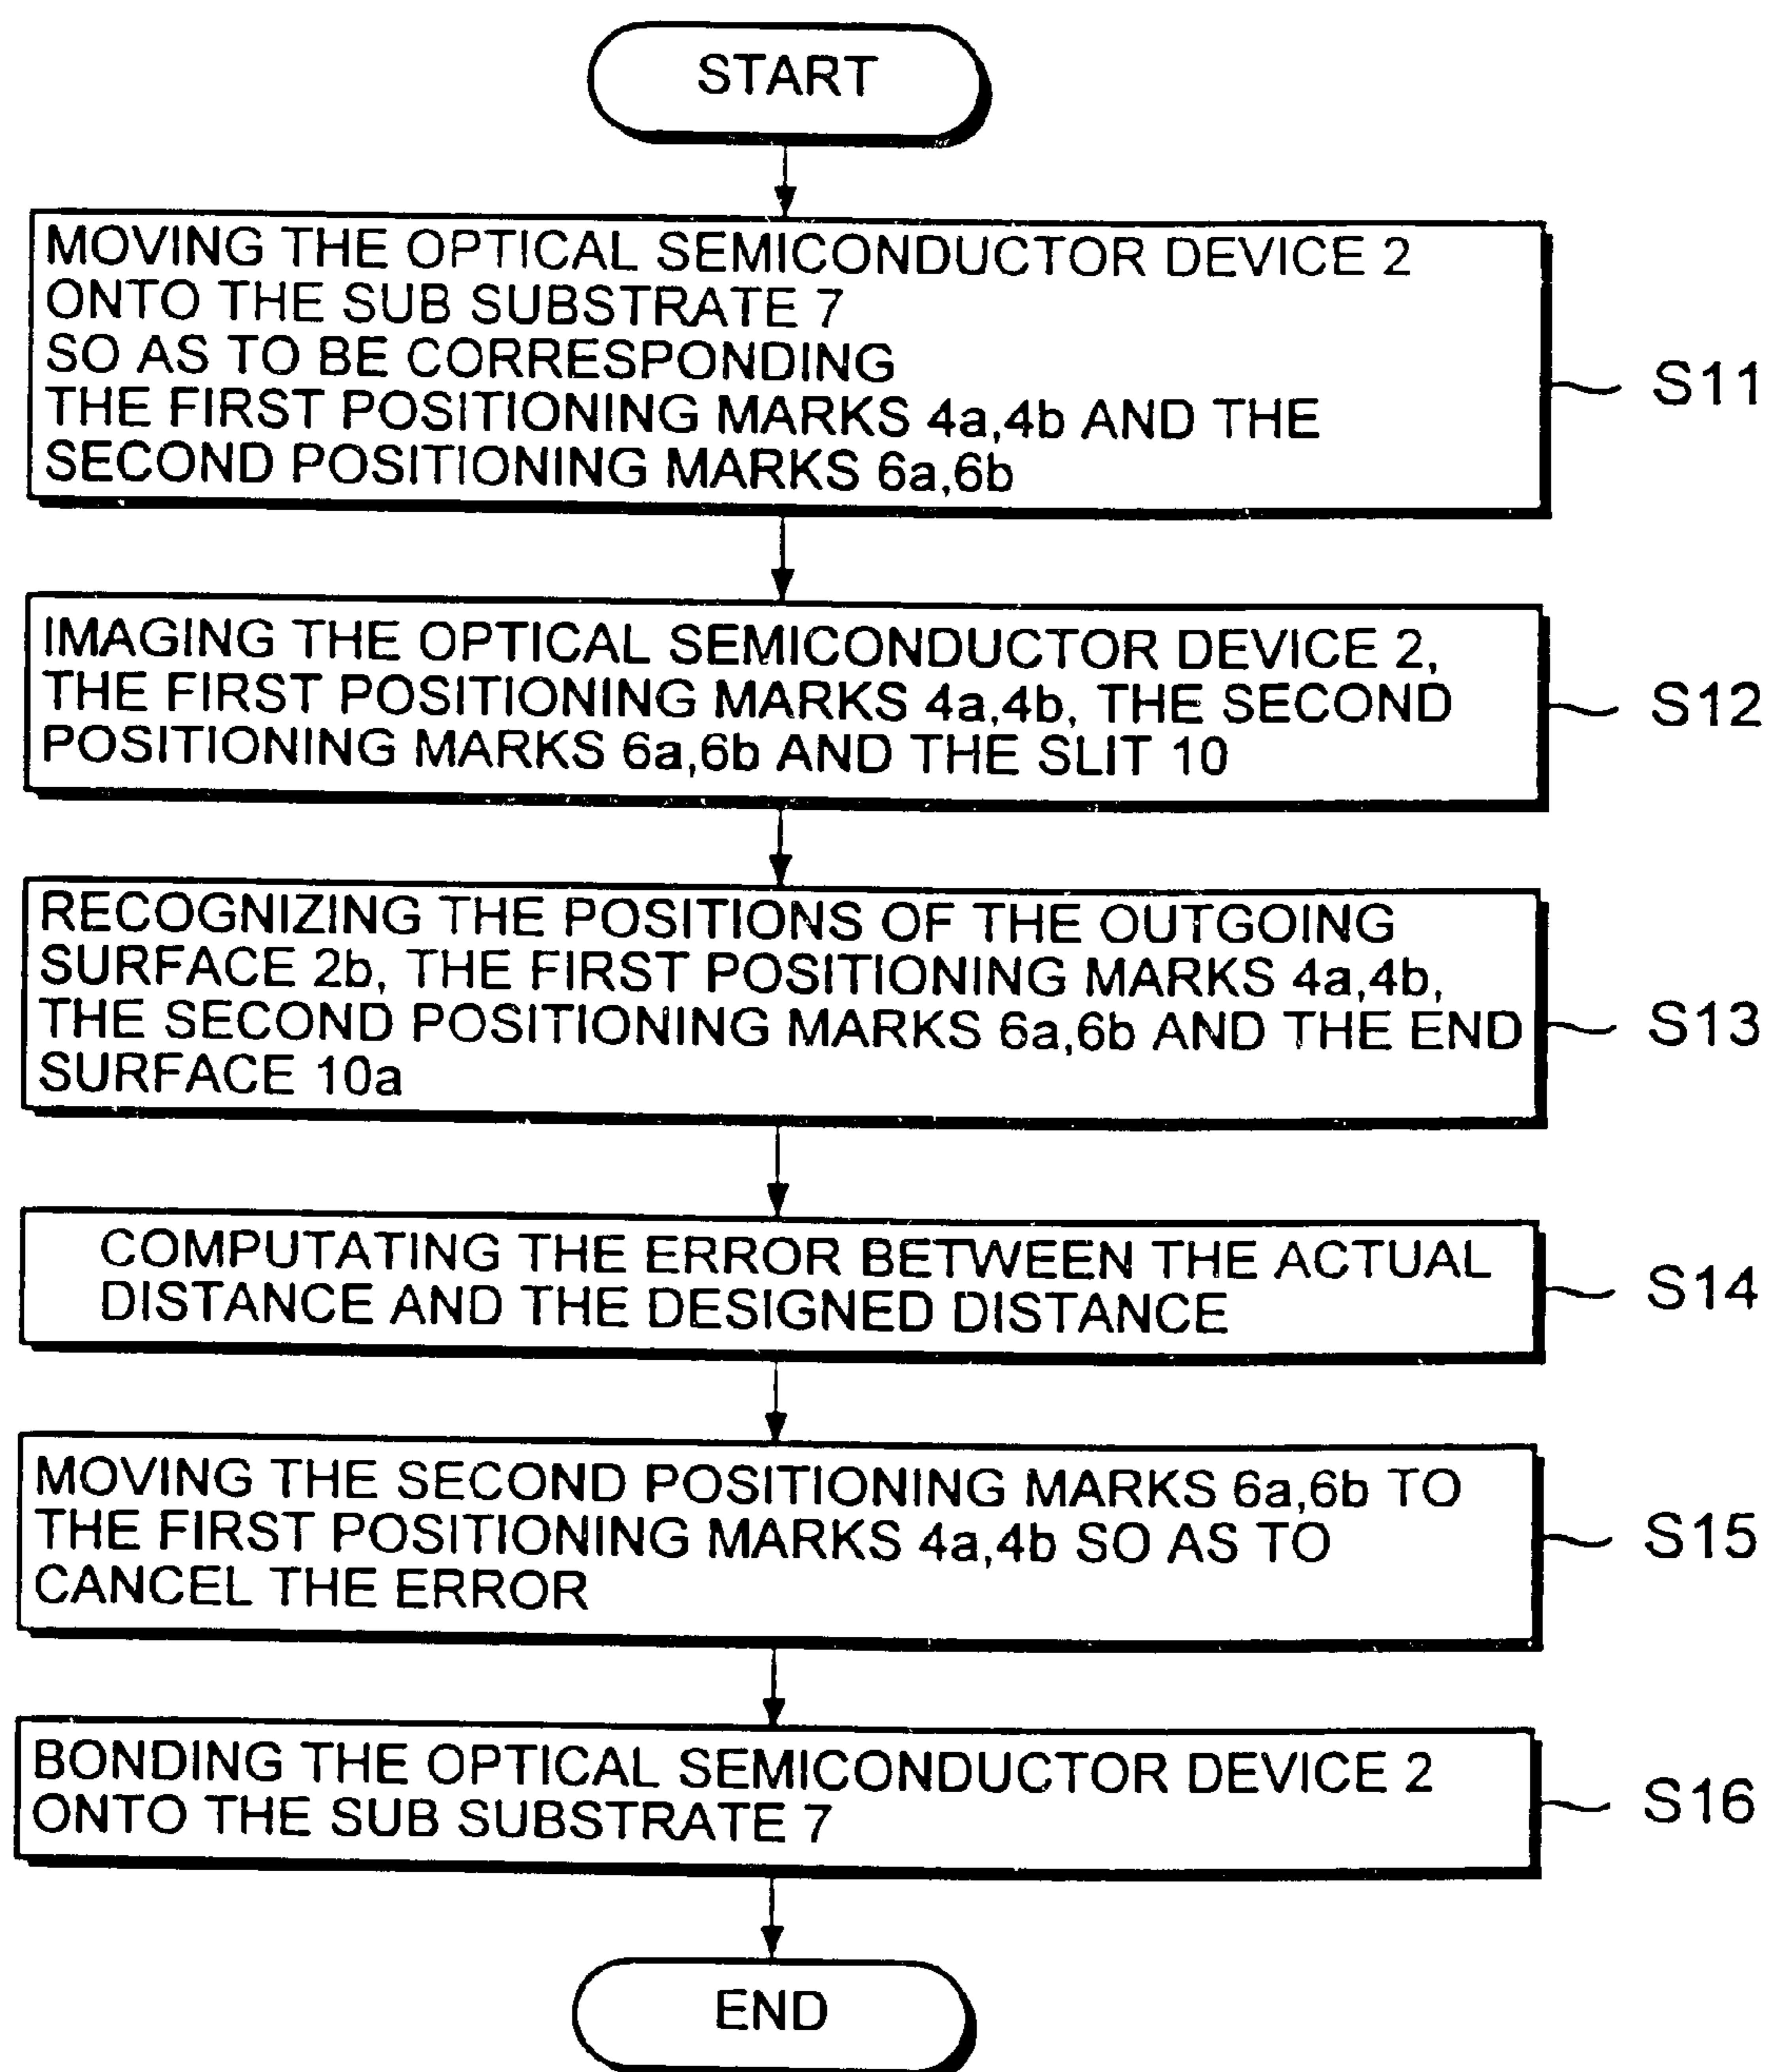 START
MOVING THE OPTICAL SEMICONDUCTOR DEVICE 2
ONTO THE SUB SUBSTRATE 7
SO AS TO BE CORRESPONDING
THE FIRST POSITIONING MARKS 4a,4b AND THE
SECOND POSITIONING MARKS 6a,6b
S11
IMAGING THE OPTICAL SEMICONDUCTOR DEVICE 2,
THE FIRST POSITIONING MARKS 4a,4b, THE SECOND
POSITIONING MARKS 6a,6b AND THE SLIT 10
S12
RECOGNIZING THE POSITIONS OF THE OUTGOING
SURFACE 2b, THE FIRST POSITIONING MARKS 4a,4b,
THE SECOND POSITIONING MARKS 6a,6b AND THE END
SURFACE 10a
S13
COMPUTATING THE ERROR BETWEEN THE ACTUAL
DISTANCE AND THE DESIGNED DISTANCE
S14
MOVING THE SECOND POSITIONING MARKS 6a,6b TO
THE FIRST POSITIONING MARKS 4a,4b SO AS TO
CANCEL THE ERROR
S15
BONDING THE OPTICAL SEMICONDUCTOR DEVICE 2
ONTO THE SUB SUBSTRATE 7
S16
END